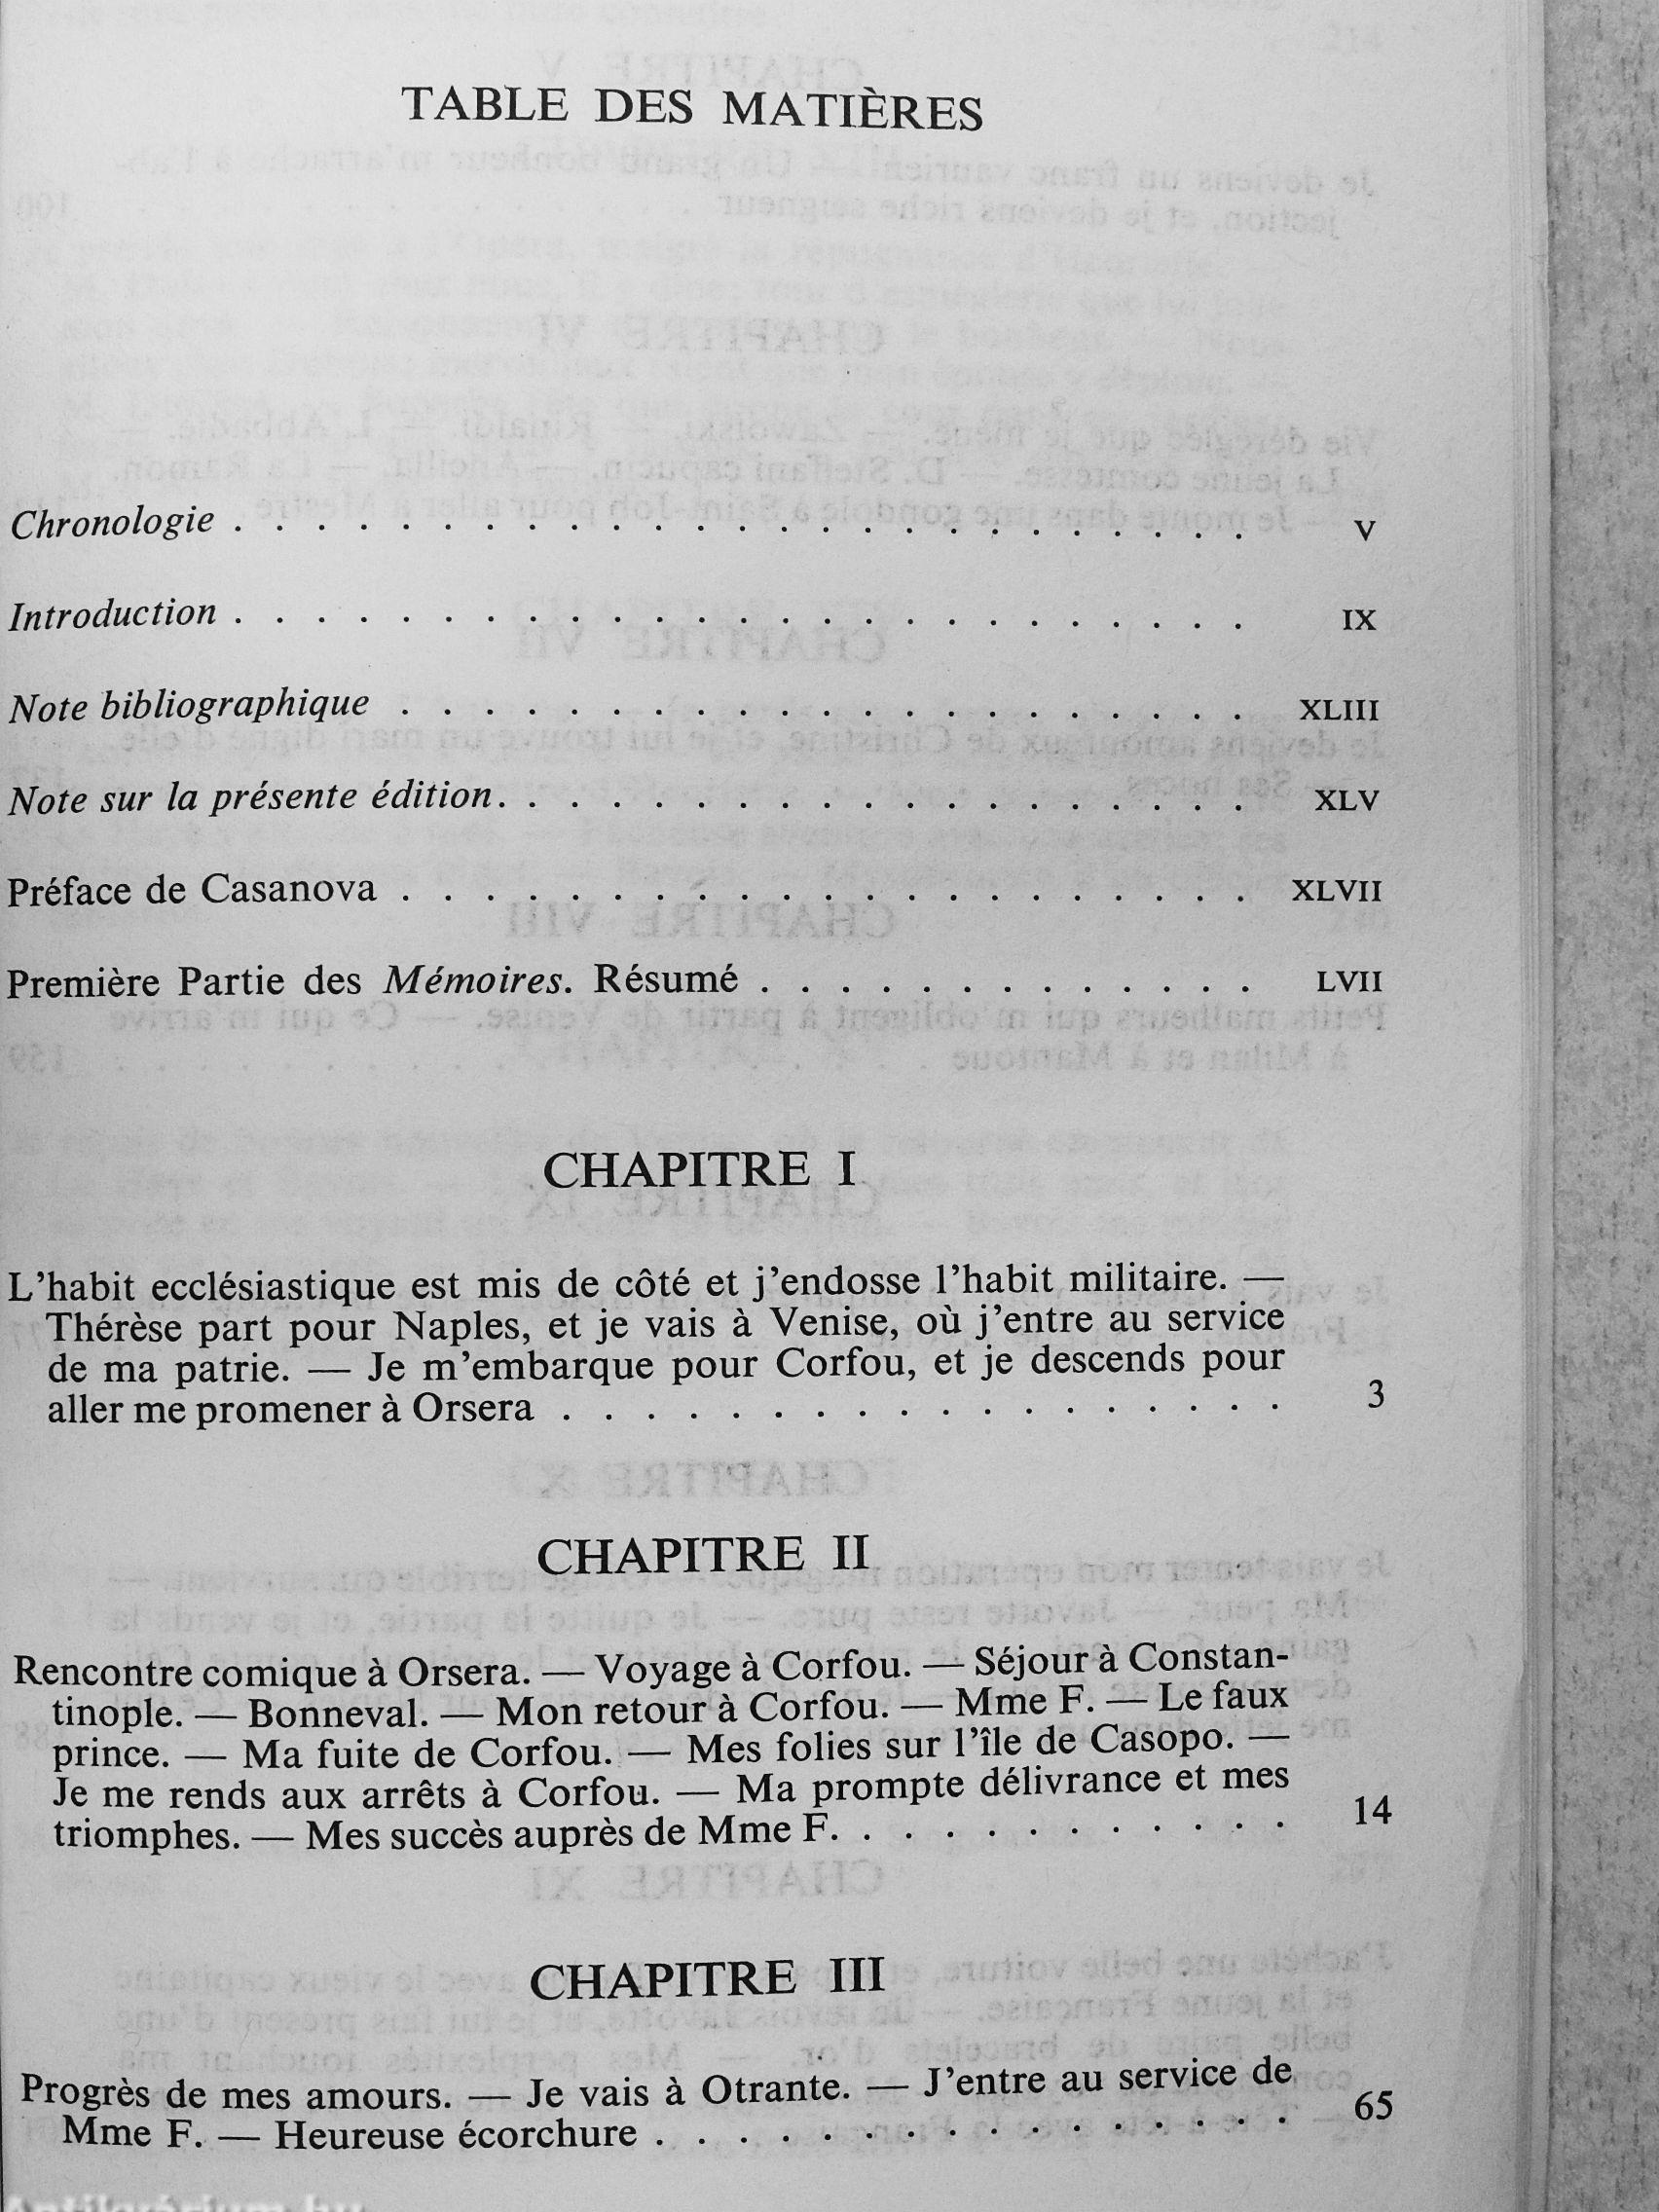 TABLE DES MATIÈRES
Chronologie . . . . . . . . . . . . . . . . . . . . . . . . . V
Introduction . . . . . . . . . . . . . . . . . . . . . . . . . IX
Note bibliographique . . . . . . . . . . . . . . . . . . . . . XLIII
Note sur la présente édition. . . . . . . . . . . . . . . . . . . XLV
Préface de Casanova . . . . . . . . . . . . . . . . . . . . . XLVII
Première Partie des Mémoires. Résumé . . . . . . . . . . . . . LVII
CHAPITRE I
L'habit ecclésiastique est mis de côté et j'endosse l'habit militaire. —
Thérèse part pour Naples, et je vais à Venise, où j'entre au service
de ma patrie. — Je m'embarque pour Corfou, et je descends pour
aller me promener à Orsera . . . . . . . . . . . . . . . . . . 3
CHAPITRE II
Rencontre comique à Orsera. — Voyage à Corfou. — Séjour à Constan-
tinople. — Bonneval. — Mon retour à Corfou. — Mme F. — Le faux
prince. — Ma fuite de Corfou. — Mes folies sur l'île de Casopo. —
Je me rends aux arrêts à Corfou. — Ma prompte délivrance et mes
triomphes. — Mes succès auprès de Mme F. . . . . . . . . . . . 14
CHAPITRE III
Progrès de mes amours. — Je vais à Otrante. — J'entre au service de
Mme F. — Heureuse écorchure . . . . . . . . . . . . . . . . 65